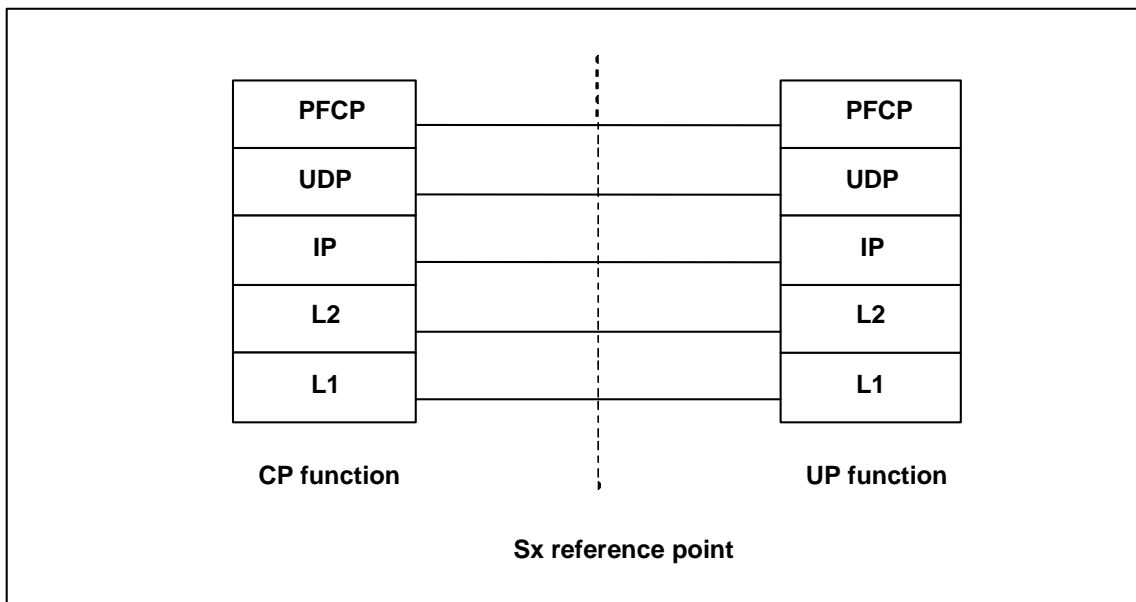 PFCP PFCP
UDP UDP
IP IP
L2 L2
L1 L1
CP function UP function
Sx reference point